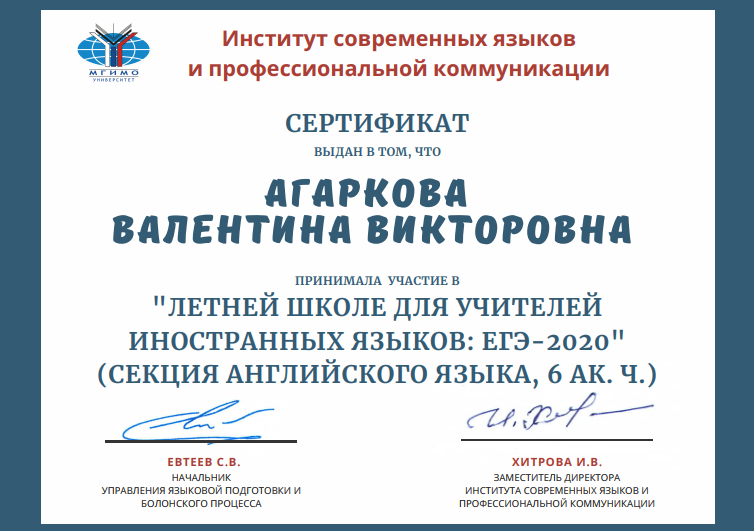 Институт современных языков
и профессиональной коммуникации
МГИМО
УНИВЕРСИТЕТ
СЕРТИФИКАТ
ВЫДАН В ТОМ, ЧТО
АГАРКОВА
ВАЛЕНТИНА ВИКТОРОВНА
ПРИНИМАЛА УЧАСТИЕ В
"ЛЕТНЕЙ ШКОЛЕ ДЛЯ УЧИТЕЛЕЙ
ИНОСТРАННЫХ ЯЗЫКОВ: ЕГЭ-2020"
(СЕКЦИЯ АНГЛИЙСКОГО ЯЗЫКА, 6 АК. Ч.)
ЕВТЕЕВ С.В.
НАЧАЛЬНИК
УПРАВЛЕНИЯ ЯЗЫКОВОЙ ПОДГОТОВКИ И
БОЛОНСКОГО ПРОЦЕССА
ХИТРОВА И.В.
ЗАМЕСТИТЕЛЬ ДИРЕКТОРА
ИНСТИТУТА СОВРЕМЕННЫХ ЯЗЫКОВ И
ПРОФЕССИОНАЛЬНОЙ КОММУНИКАЦИИ